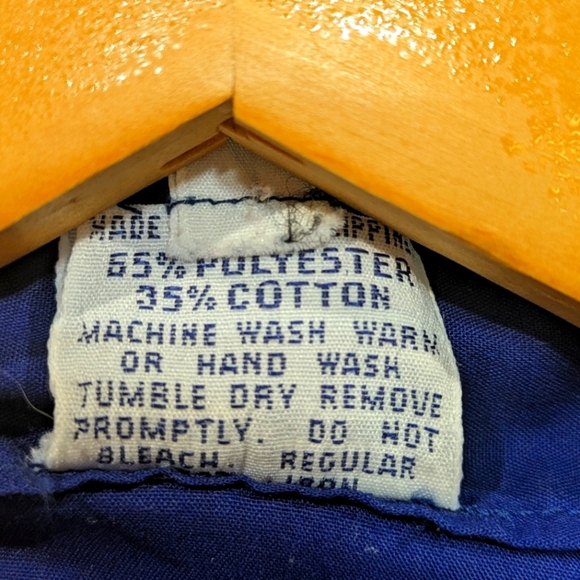 MADE
65% POLYESTER
35% COTTON
MACHINE WASH WARM
OR HAND WASH
TUMBLE DRY REMOVE
PROMPTLY. DO NOT
BLEACH. REGULAR
IRON